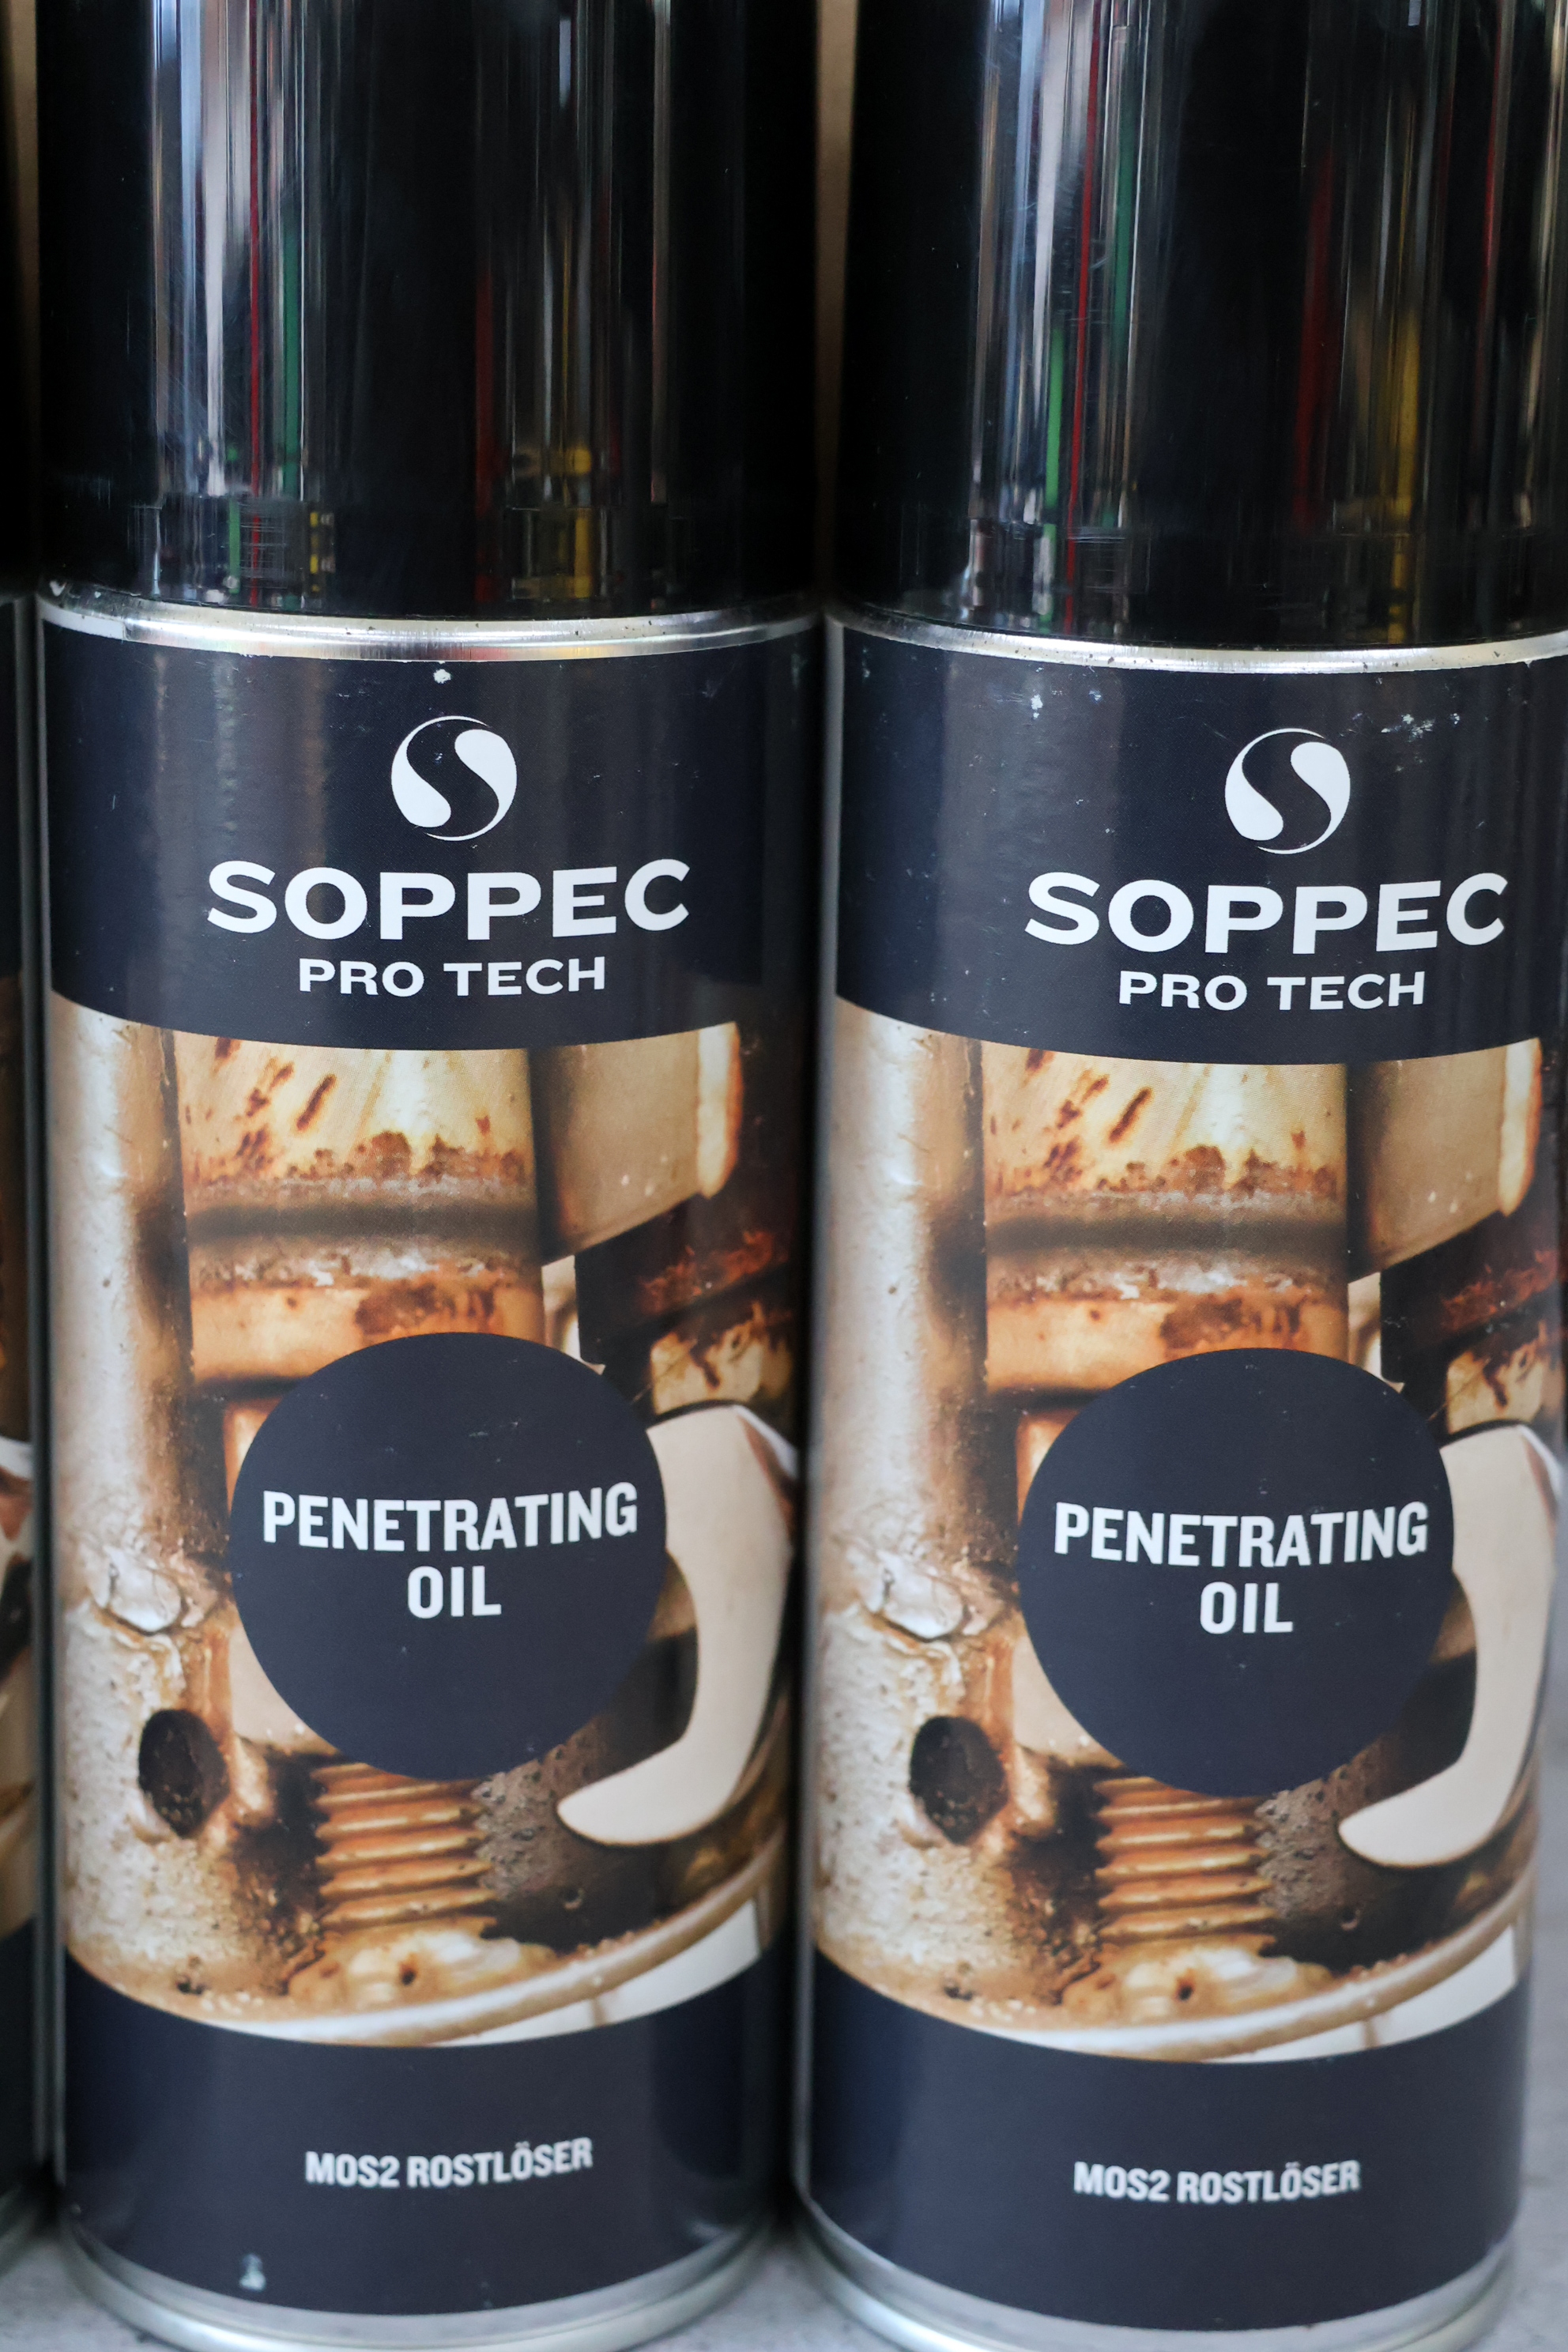 SOPPEC
PRO TECH
PENETRATING
OIL
MOS2 ROSTLÖSER
SOPPEC
PRO TECH
PENETRATING
OIL
MOS2 ROSTLÖSER